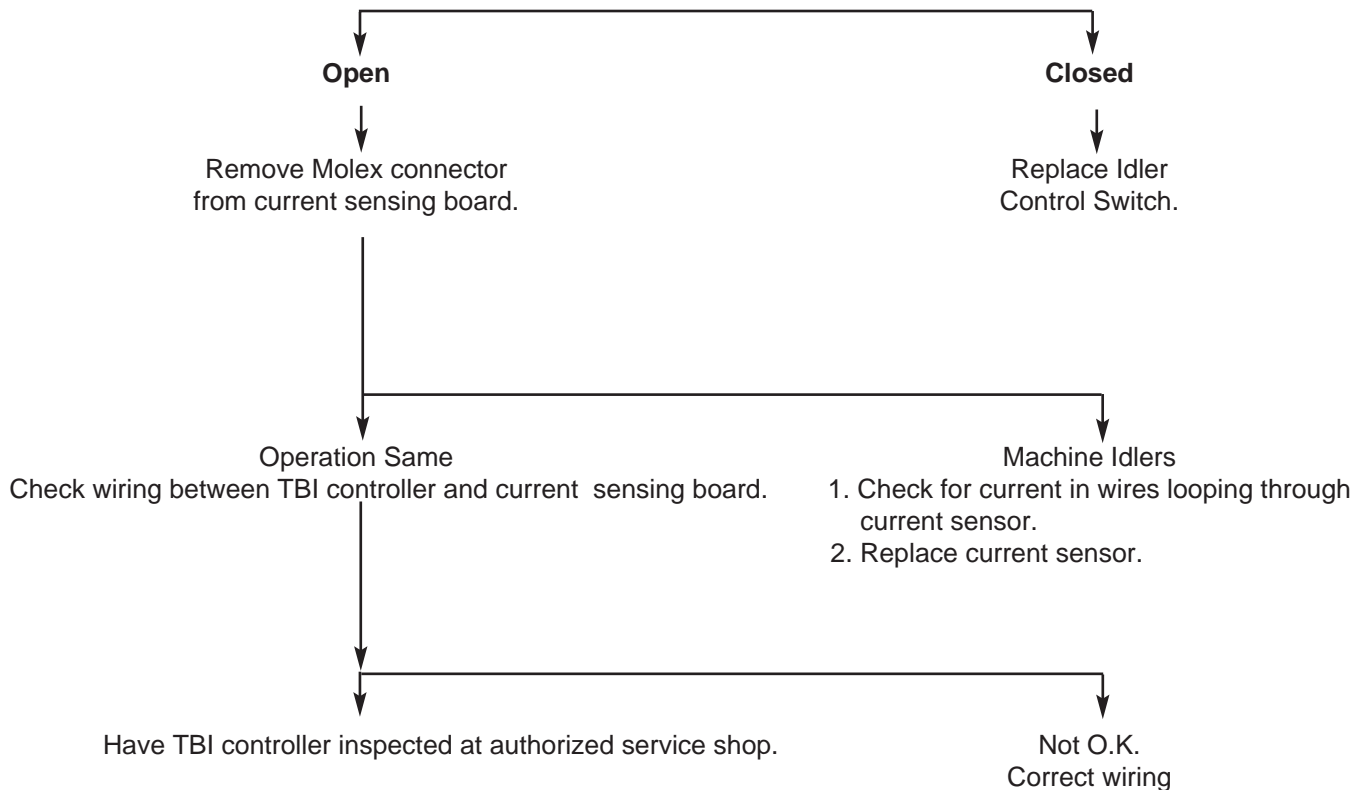 Open
Closed
Remove Molex connector
from current sensing board.
Replace Idler
Control Switch.
Operation Same
Check wiring between TBI controller and current  sensing board.
Machine Idlers
1. Check for current in wires looping through
current sensor.
2. Replace current sensor.
Have TBI controller inspected at authorized service shop.
Not O.K.
Correct wiring